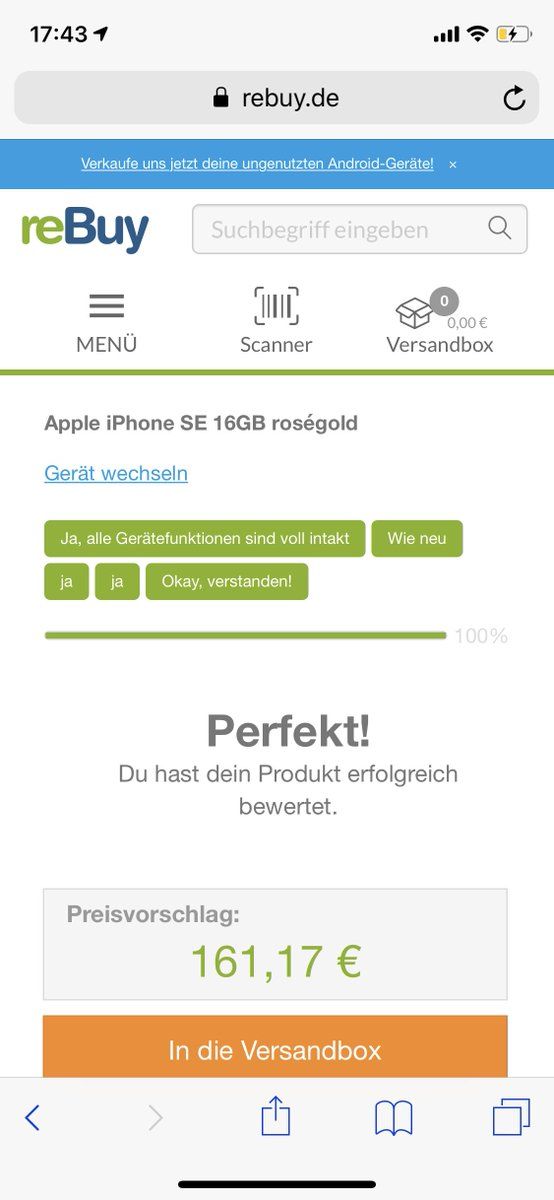 17:43
rebuy.de
Verkaufe uns jetzt deine ungenutzten Android-Geräte! ×
reBuy
Suchbegriff eingeben
0
0,00 €
MENÜ Scanner Versandbox
Apple iPhone SE 16GB roségold
Gerät wechseln
Ja, alle Gerätefunktionen sind voll intakt Wie neu
ja ja Okay, verstanden!
100%
Perfekt!
Du hast dein Produkt erfolgreich
bewertet.
Preisvorschlag:
161,17 €
In die Versandbox